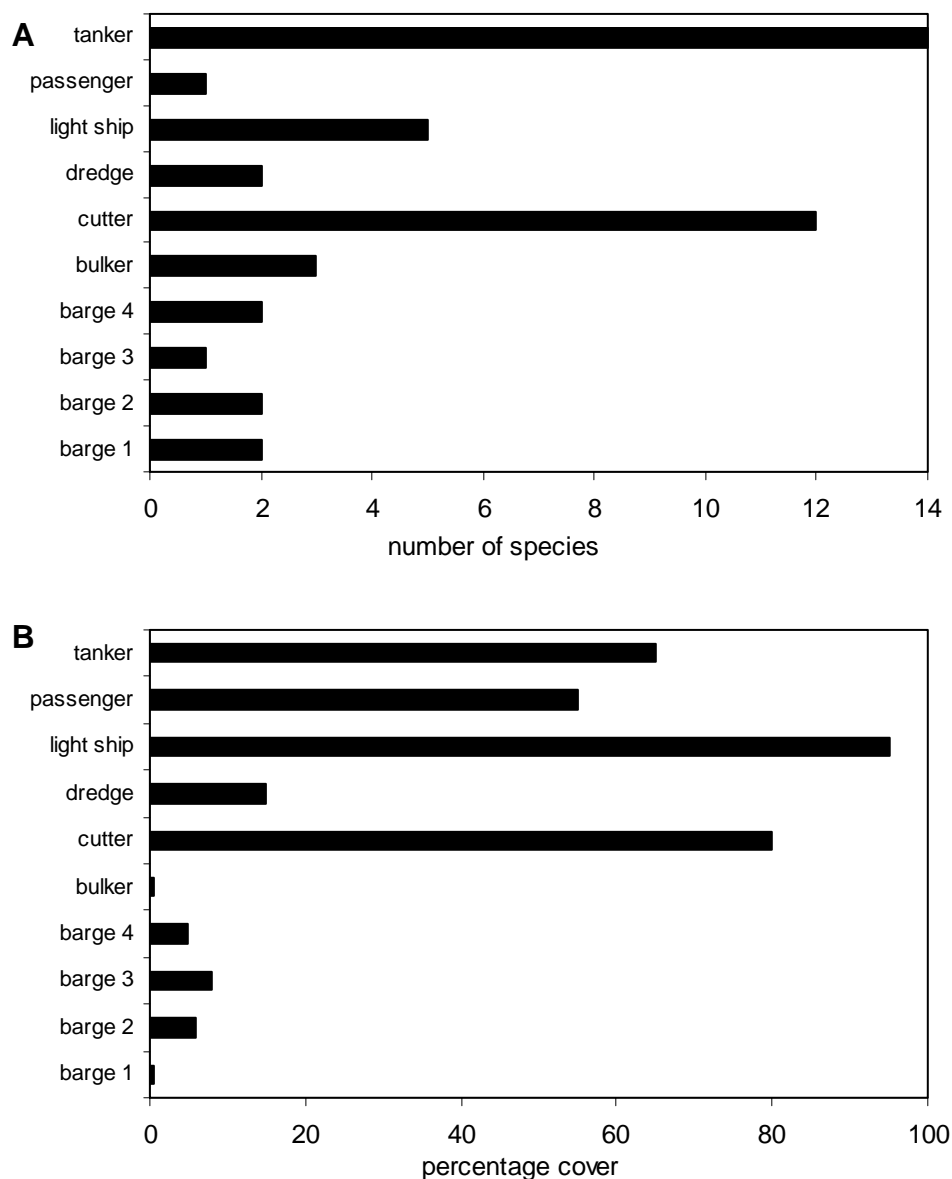 A
tanker
passenger
light ship
dredge
cutter
bulker
barge 4
barge 3
barge 2
barge 1
0 2 4 6 8 10 12 14
number of species
B
tanker
passenger
light ship
dredge
cutter
bulker
barge 4
barge 3
barge 2
barge 1
0 20 40 60 80 100
percentage cover